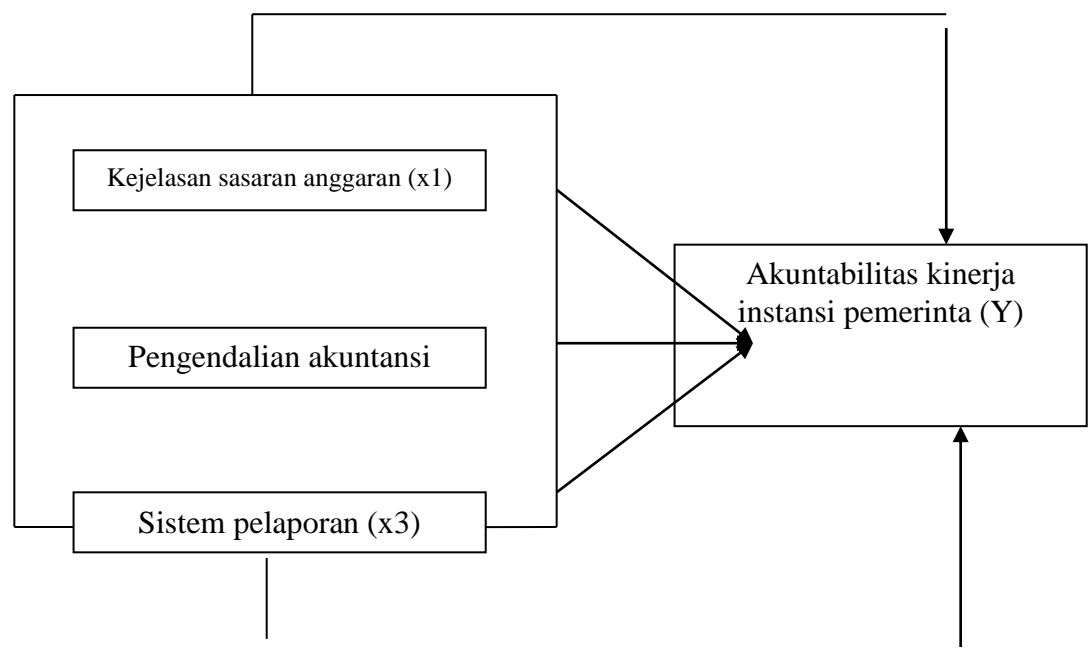 Kejelasan sasaran anggaran (x1)
Akuntabilitas kinerja
instansi pemerinta (Y)
Pengendalian akuntansi
Sistem pelaporan (x3)